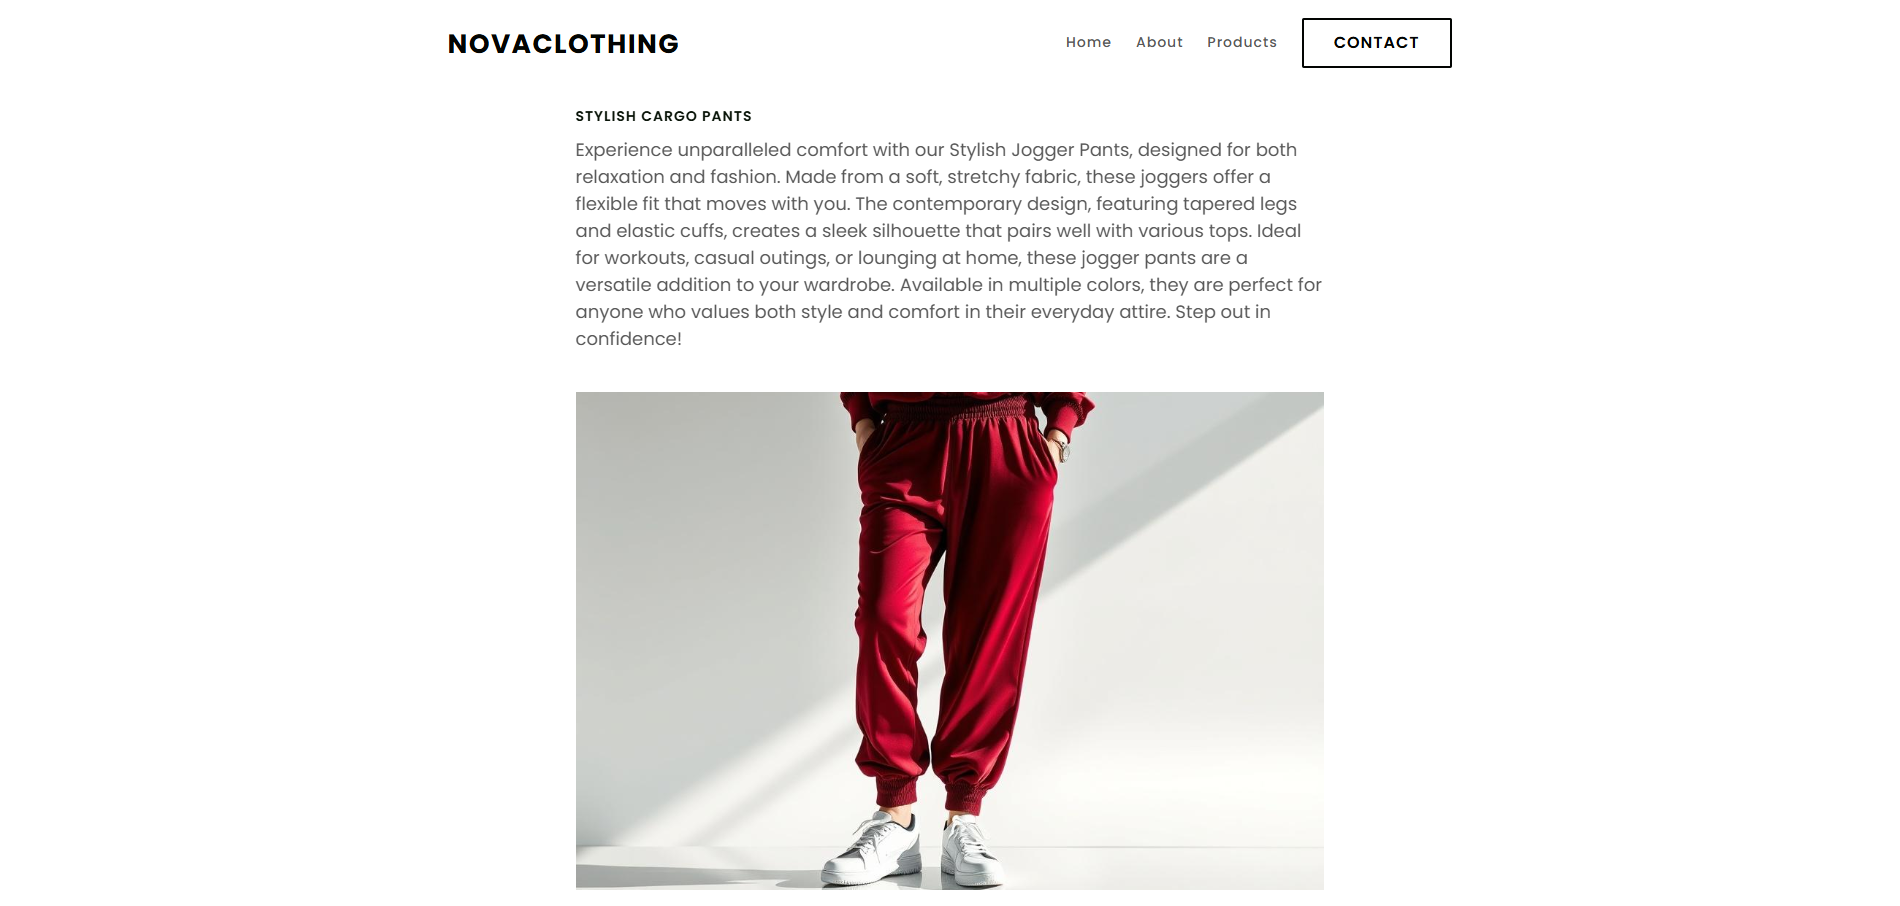 NOVACLOTHING
Home About Products CONTACT
STYLISH CARGO PANTS
Experience unparalleled comfort with our Stylish Jogger Pants, designed for both
relaxation and fashion. Made from a soft, stretchy fabric, these joggers offer a
flexible fit that moves with you. The contemporary design, featuring tapered legs
and elastic cuffs, creates a sleek silhouette that pairs well with various tops. Ideal
for workouts, casual outings, or lounging at home, these jogger pants are a
versatile addition to your wardrobe. Available in multiple colors, they are perfect for
anyone who values both style and comfort in their everyday attire. Step out in
confidence!